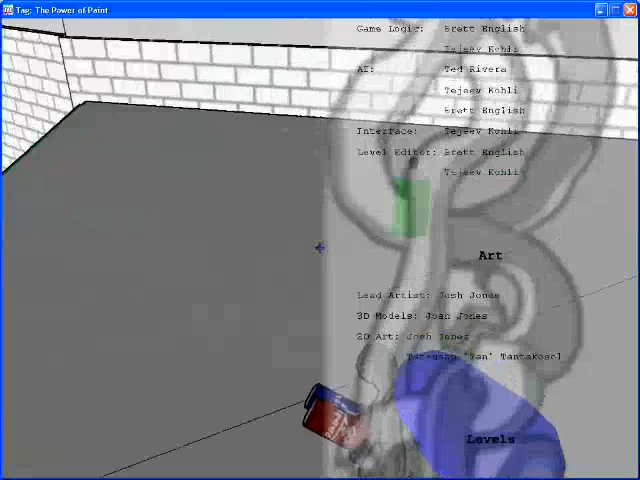 Tag: The Power of Paint
Game Logic: Brett English
Tejeev Kohli
AI: Ted Rivera
Tejeev Kohli
Brett English
Interface: Tejeev Kohli
Level Editor: Brett English
Tejeev Kohli
Art
Lead Artist: Josh Jones
3D Models: Josh Jones
2D Art: Josh Jones
'Tan' Tantakosol
Levels